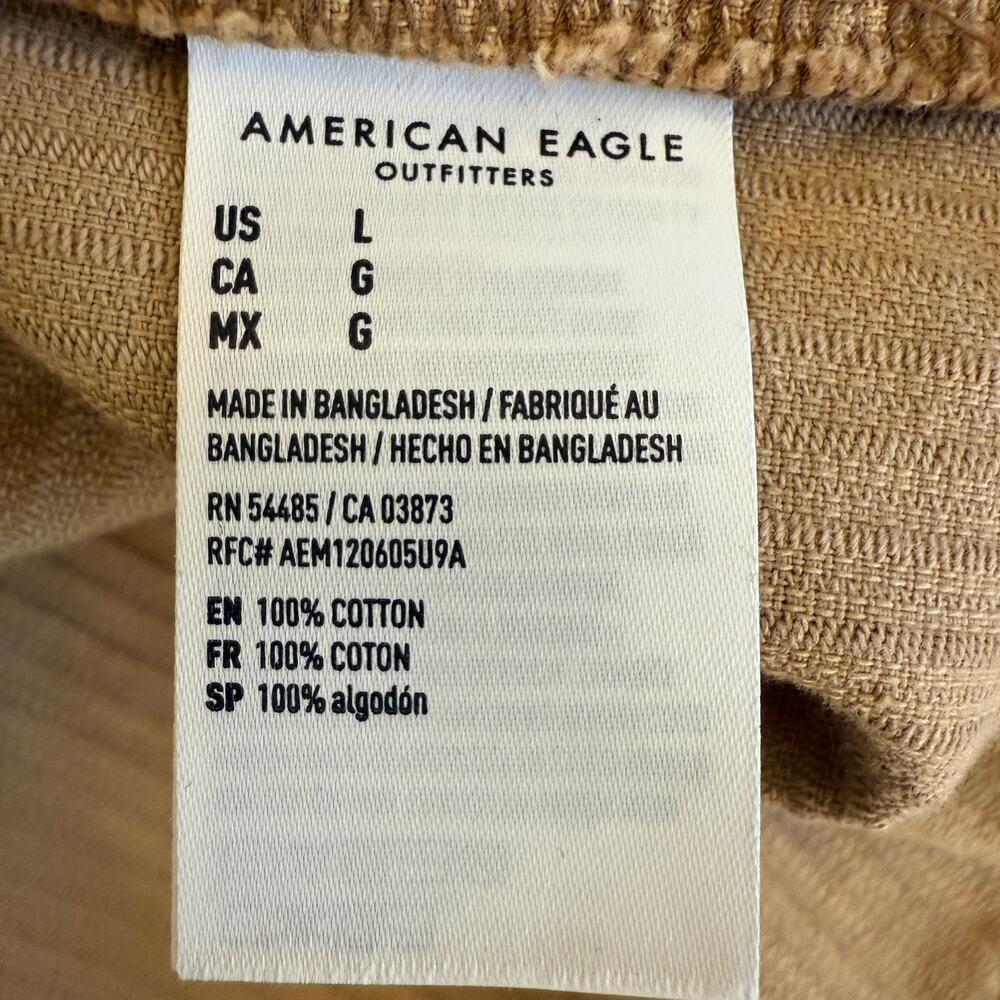 AMERICAN EAGLE
OUTFITTERS
US L
CA G
MX G
MADE IN BANGLADESH / FABRIQUÉ AU
BANGLADESH / HECHO EN BANGLADESH
RN 54485 / CA 03873
RFC# AEM120605U9A
EN 100% COTTON
FR 100% COTON
SP 100% algodón